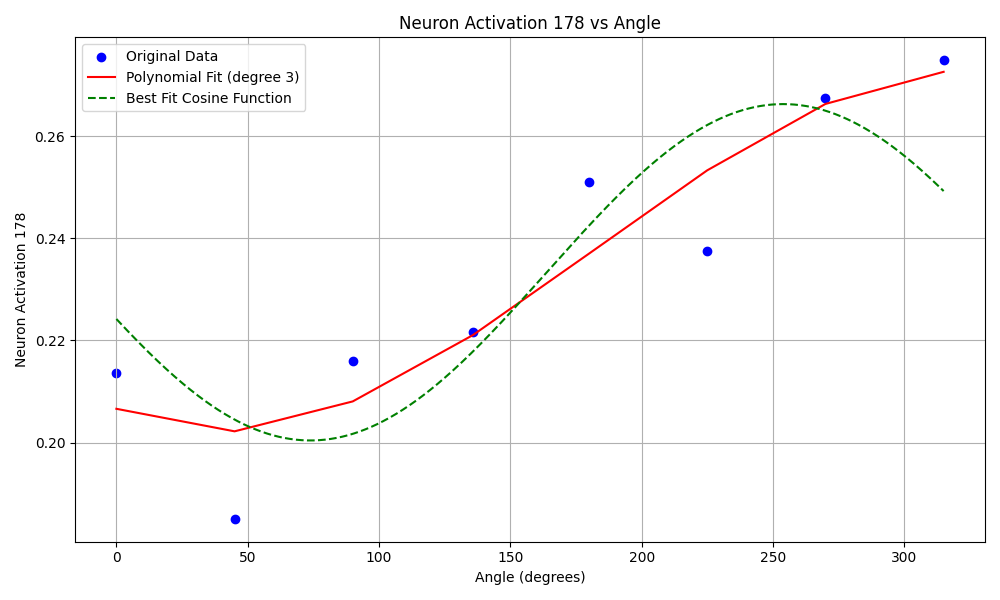 Neuron Activation 178 vs Angle
Original Data
Polynomial Fit (degree 3)
Best Fit Cosine Function
Neuron Activation 178
0.26
0.24
0.22
0.20
0 50 100 150 200 250 300
Angle (degrees)